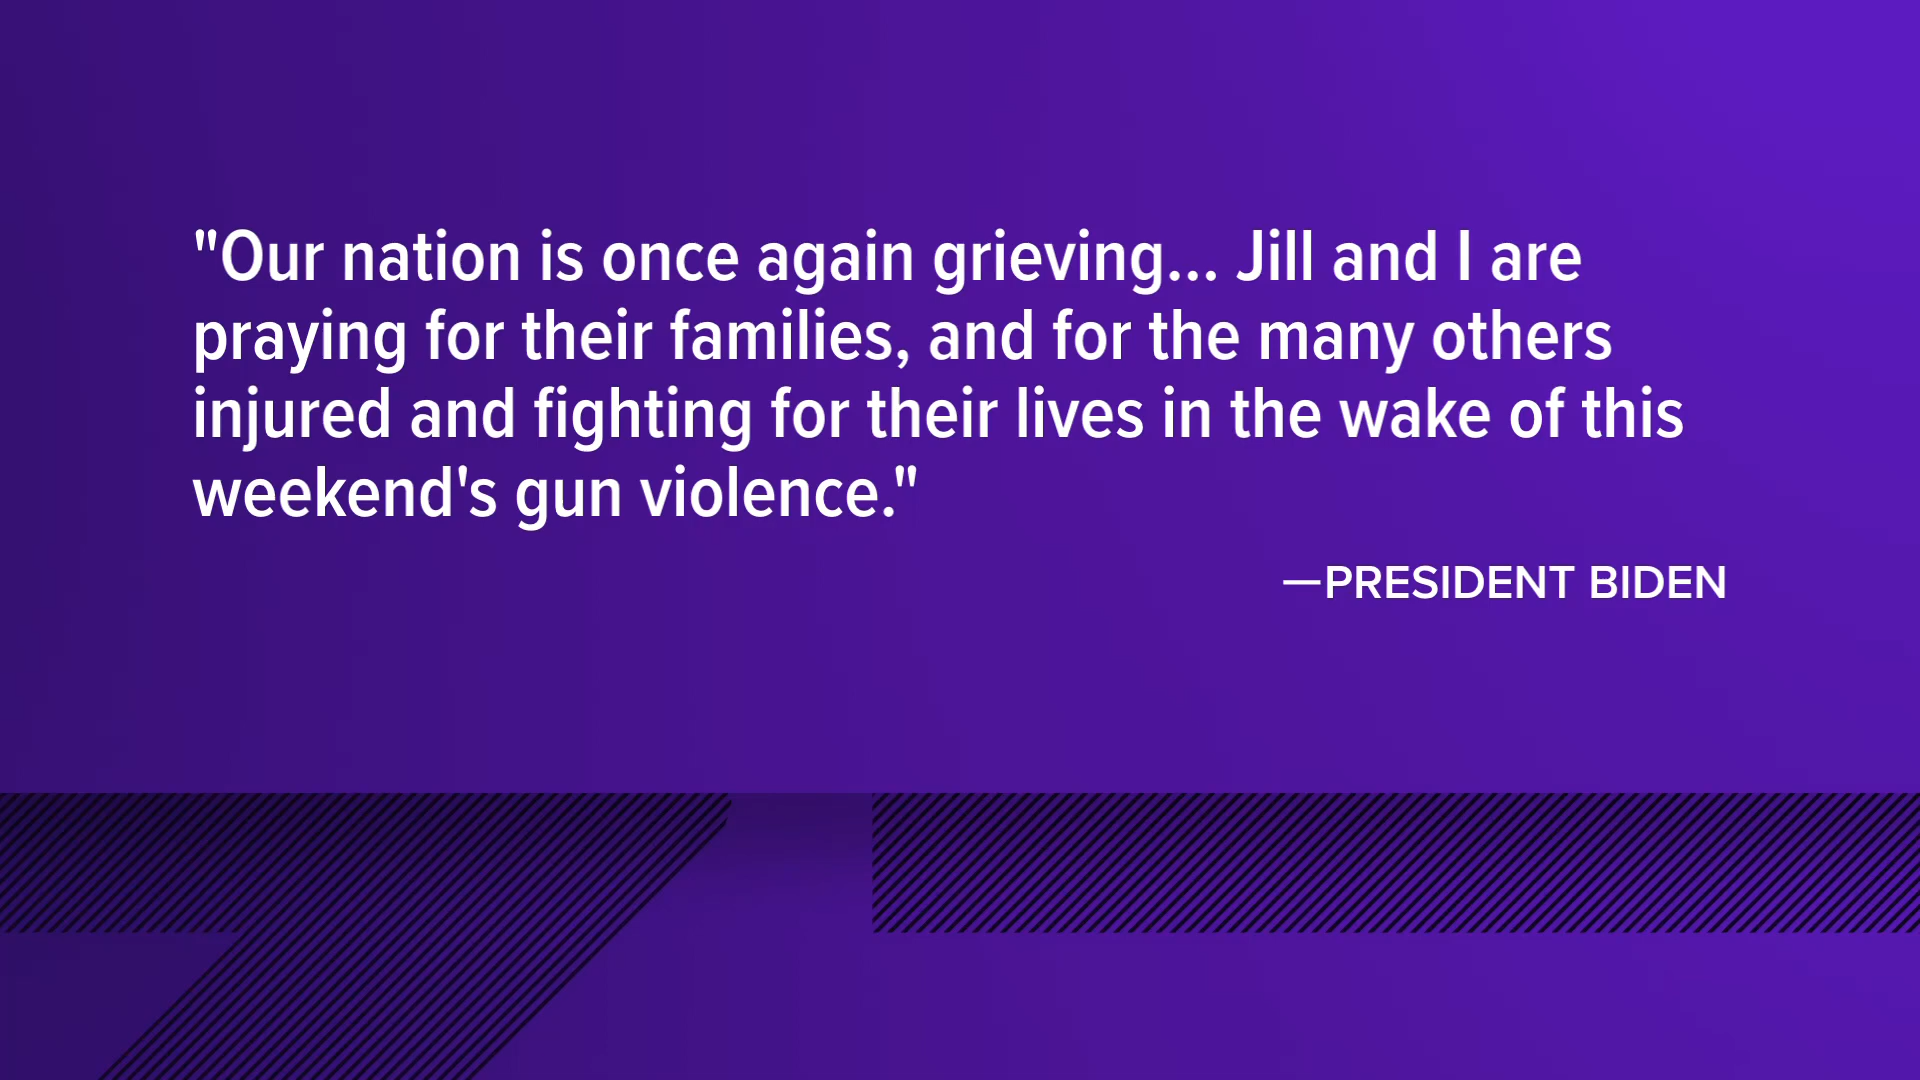 "Our nation is once again grieving... Jill and I are
praying for their families, and for the many others
injured and fighting for their lives in the wake of this
weekend's gun violence."
—PRESIDENT BIDEN